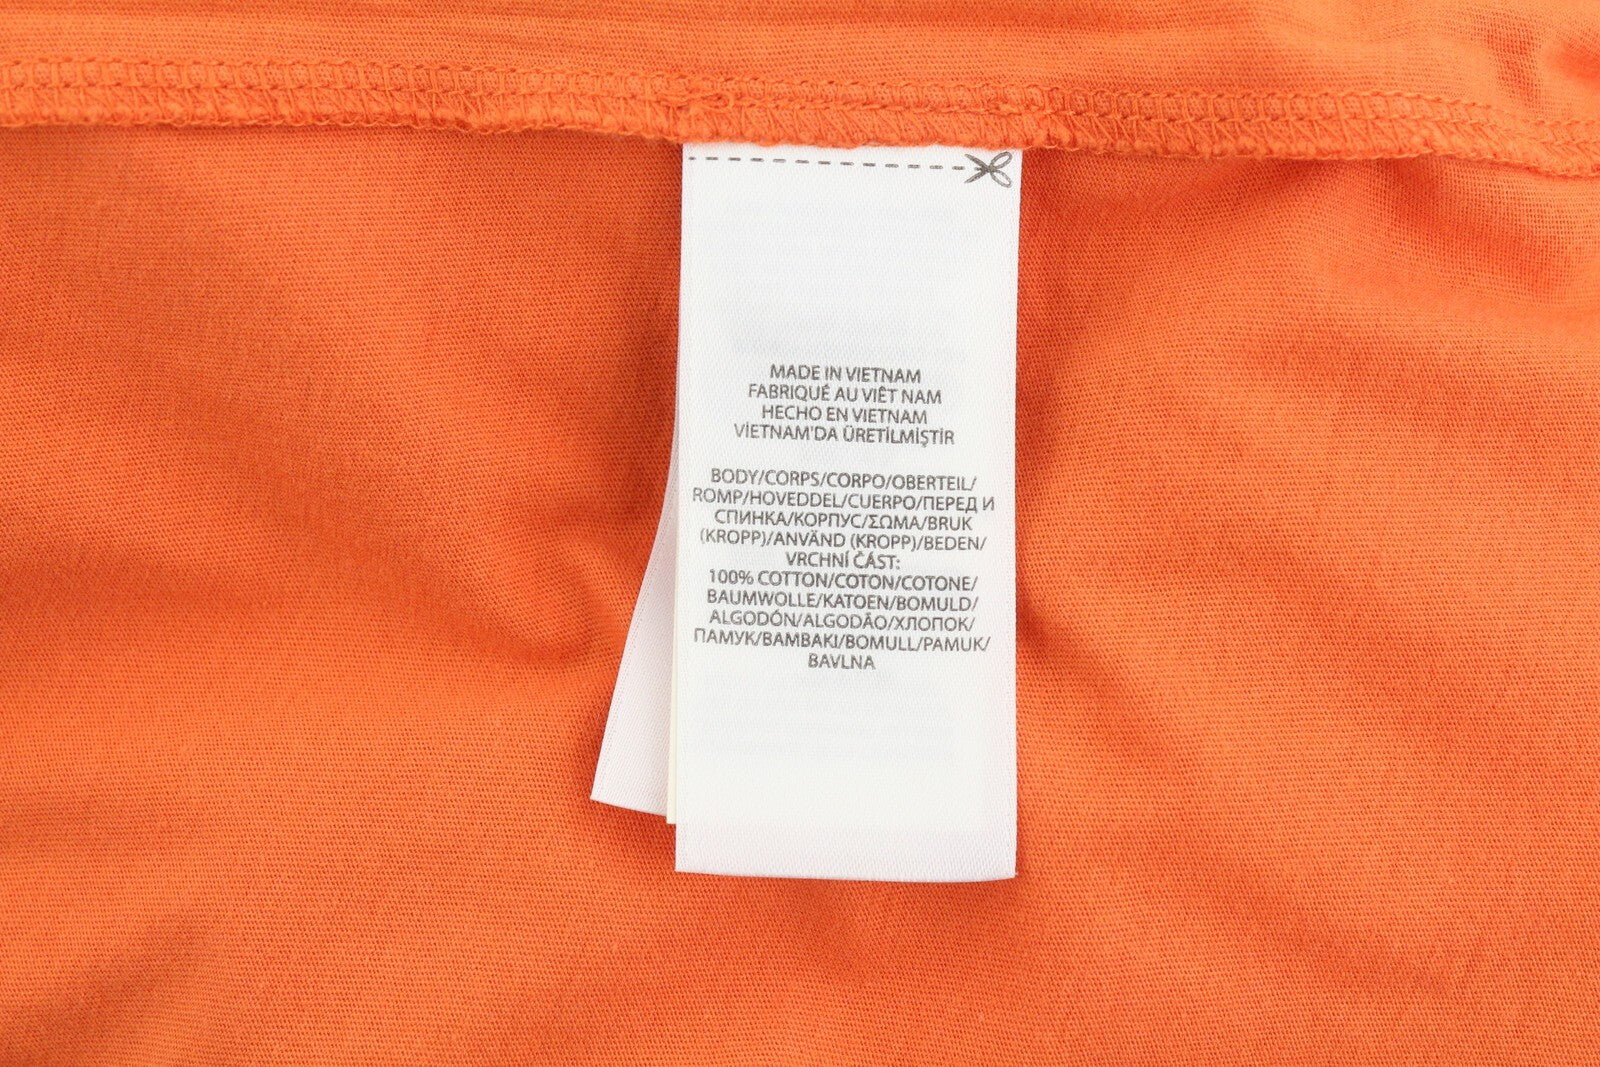 MADE IN VIETNAM
FABRIQUÉ AU VIÊT NAM
HECHO EN VIETNAM
VİETNAM'DA ÜRETİLMİŞTİR
BODY/CORPS/CORPO/OBERTEIL/
ROMP/HOVEDDEL/CUERPO/ПЕРЕД И
СПИНКА/КОРПУС/ΣΩΜΑ/BRUK
(KROPP)/ANVÄND (KROPP)/BEDEN/
VRCHNÍ ČÁST:
100% COTTON/COTON/COTONE/
BAUMWOLLE/KATOEN/BOMULD/
ALGODÓN/ALGODÃO/ХЛОПОК/
ПАМУК/ΒΑΜΒΑΚΙ/BOMULL/PAMUK/
BAVLNA